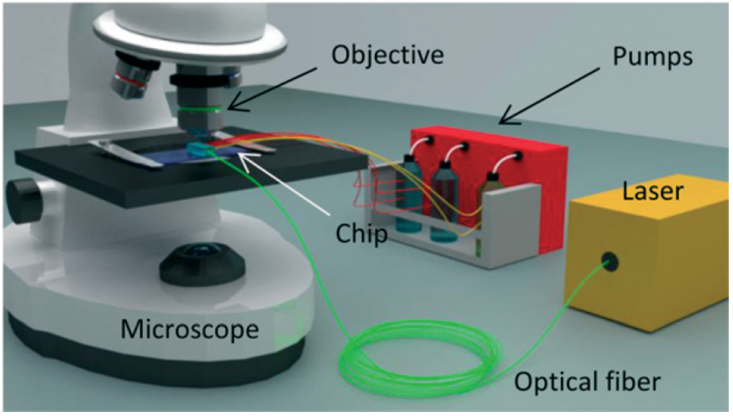 Objective
Pumps
Laser
Chip
Microscope
Optical fiber